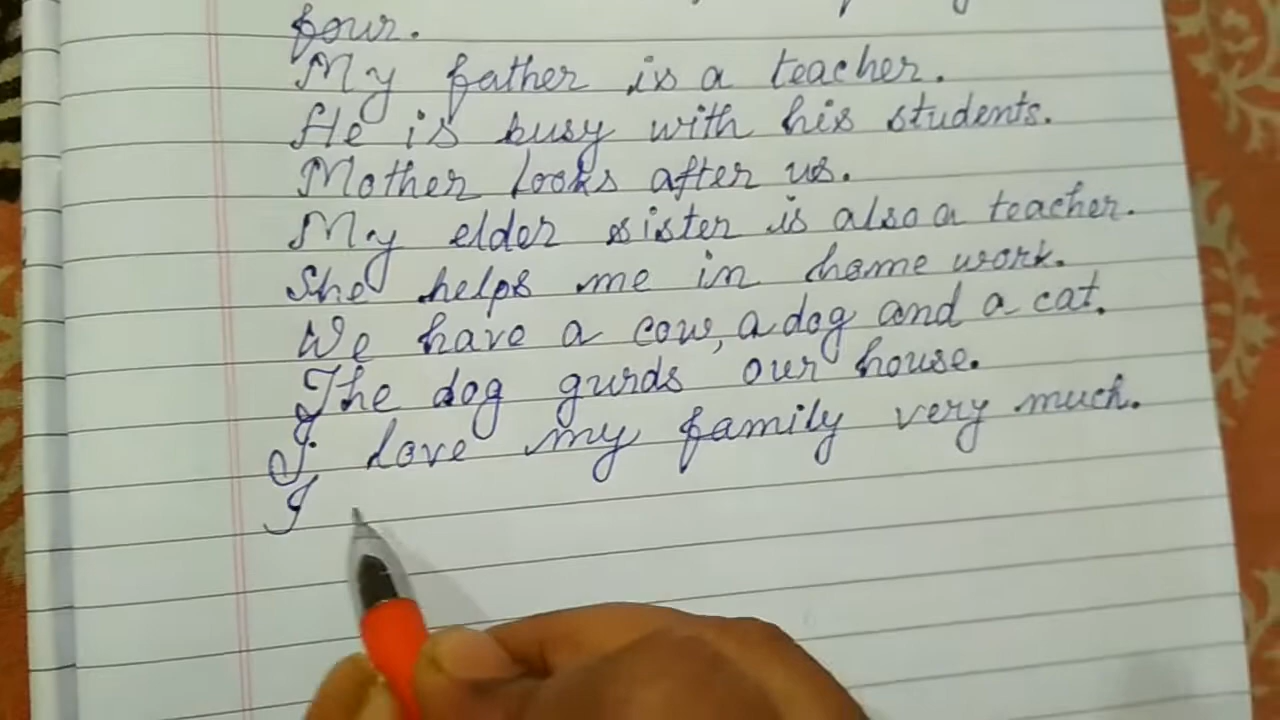 four.
My father is a teacher.
He is busy with his students.
Mother looks after us.
My elder sister is also a teacher.
She helps me in home work.
We have a cow, a dog and a cat.
The dog gurds our house.
I love my family very much.
I